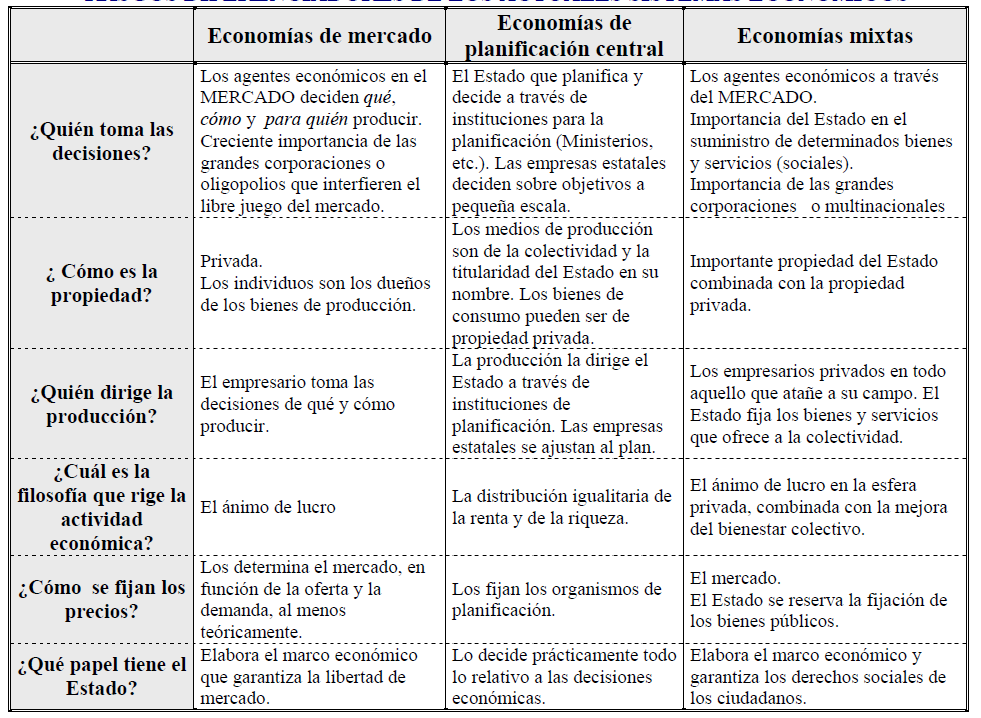 Economías de mercado
Economías de
planificación central
Economías mixtas
¿Quién toma las
decisiones?
Los agentes económicos en el
MERCADO deciden qué,
cómo y para quién producir.
Creciente importancia de las
grandes corporaciones o
oligopolios que interfieren el
libre juego del mercado.
El Estado que planifica y
decide a través de
instituciones para la
planificación (Ministerios,
etc.). Las empresas estatales
deciden sobre objetivos a
pequeña escala.
Los agentes económicos a través
del MERCADO.
Importancia del Estado en el
suministro de determinados bienes
y servicios (sociales).
Importancia de las grandes
corporaciones o multinacionales
¿ Cómo es la
propiedad?
Privada.
Los individuos son los dueños
de los bienes de producción.
Los medios de producción
son de la colectividad y la
titularidad del Estado en su
nombre. Los bienes de
consumo pueden ser de
propiedad privada.
Importante propiedad del Estado
combinada con la propiedad
privada.
¿Quién dirige la
producción?
El empresario toma las
decisiones de qué y cómo
producir.
La producción la dirige el
Estado a través de
instituciones de
planificación. Las empresas
estatales se ajustan al plan.
Los empresarios privados en todo
aquello que atañe a su campo. El
Estado fija los bienes y servicios
que ofrece a la colectividad.
¿Cuál es la
filosofía que rige la
actividad
económica?
El ánimo de lucro
La distribución igualitaria de
la renta y de la riqueza.
El ánimo de lucro en la esfera
privada, combinada con la mejora
del bienestar colectivo.
¿Cómo se fijan los
precios?
Los determina el mercado, en
función de la oferta y la
demanda, al menos
teóricamente.
Los fijan los organismos de
planificación.
El mercado.
El Estado se reserva la fijación de
los bienes públicos.
¿Qué papel tiene el
Estado?
Elabora el marco económico
que garantiza la libertad de
mercado.
Lo decide prácticamente todo
lo relativo a las decisiones
económicas.
Elabora el marco económico y
garantiza los derechos sociales de
los ciudadanos.